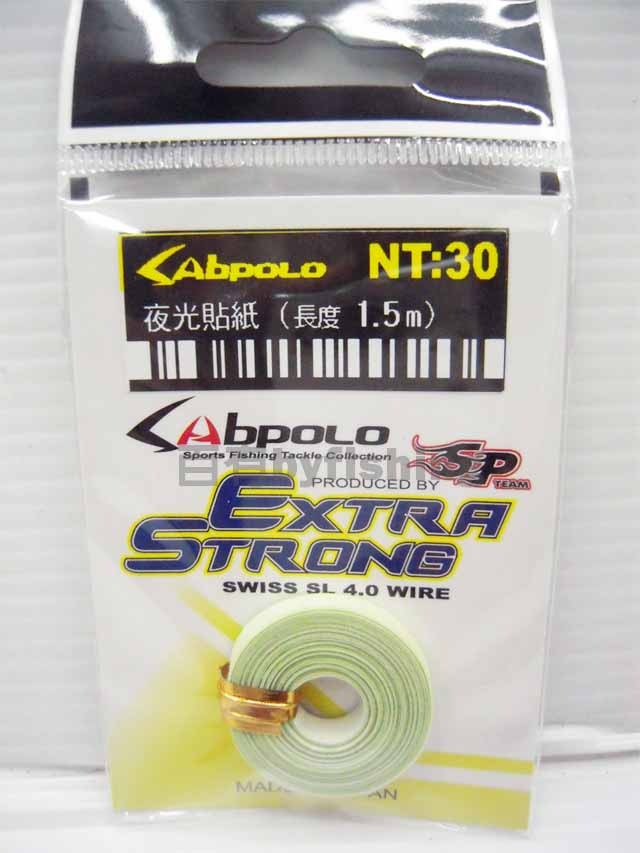 Abpolo NT:30
夜光貼紙(長度 1.5m)
Abpolo
Sports Fishing Tackle Collection
SP
TEAM
PRODUCED BY
EXTRA
STRONG
SWISS SL 4.0 WIRE